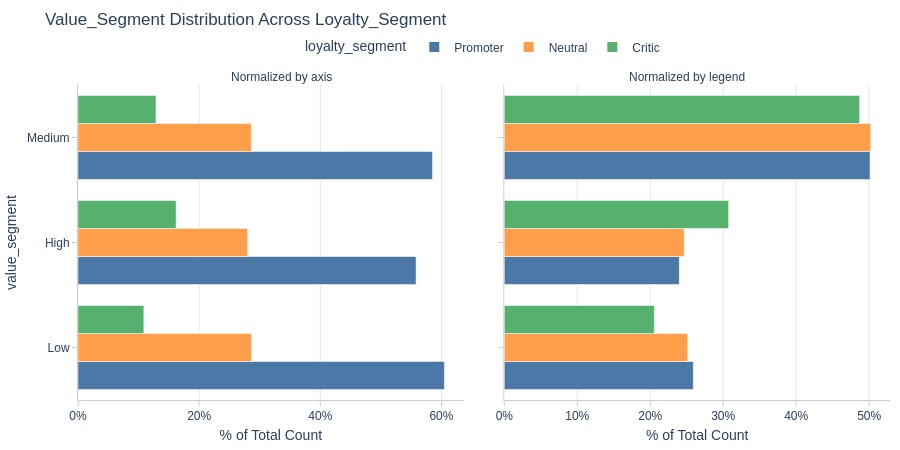 Value_Segment Distribution Across Loyalty_Segment
loyalty_segment Promoter Neutral Critic
Normalized by axis
Normalized by legend
value_segment
Medium
High
Low
0% 20% 40% 60%
0% 10% 20% 30% 40% 50%
% of Total Count
% of Total Count